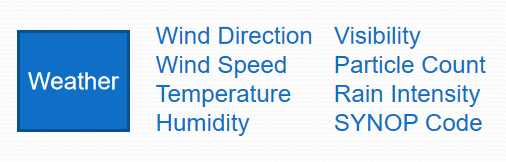 Weather
Wind Direction
Wind Speed
Temperature
Humidity
Visibility
Particle Count
Rain Intensity
SYNOP Code